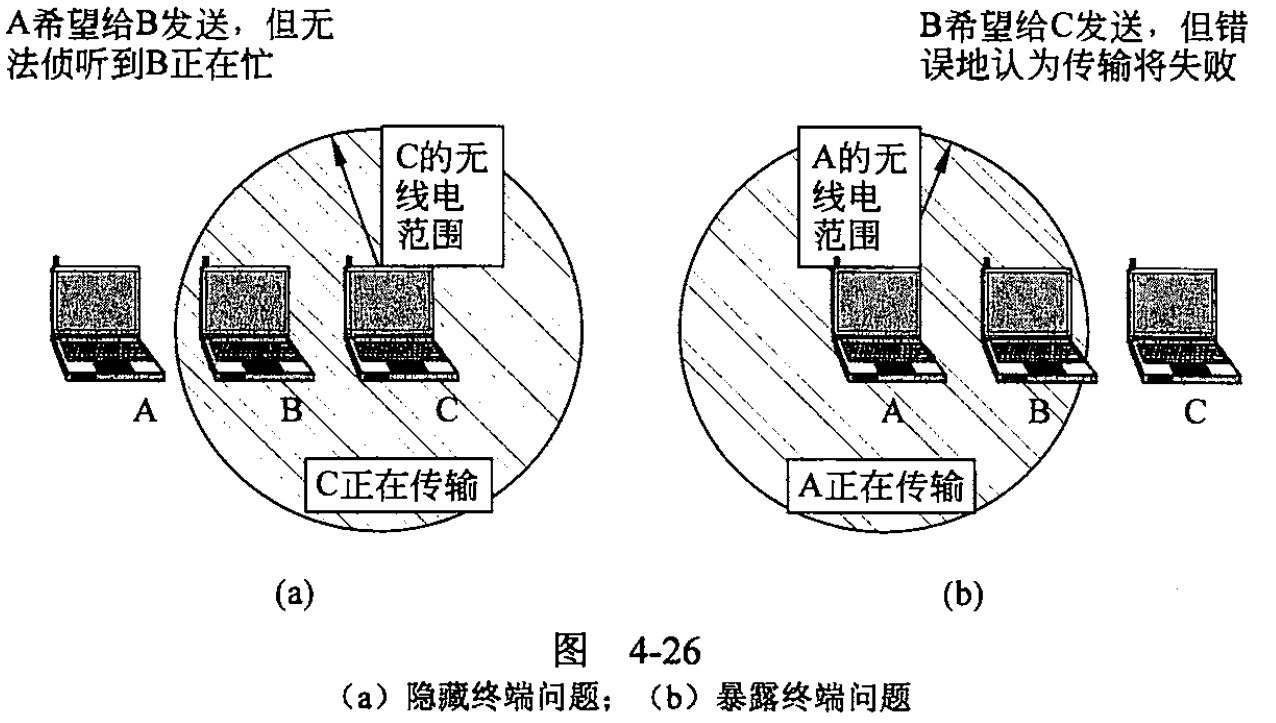 A希望给B发送，但无
法侦听到B正在忙
B希望给C发送，但错
误地认为传输将失败
C的无
线电
范围
A的无
线电
范围
A
B
C
A
B
C
C正在传输
A正在传输
(a)
(b)
图 4-26
（a）隐藏终端问题；（b）暴露终端问题